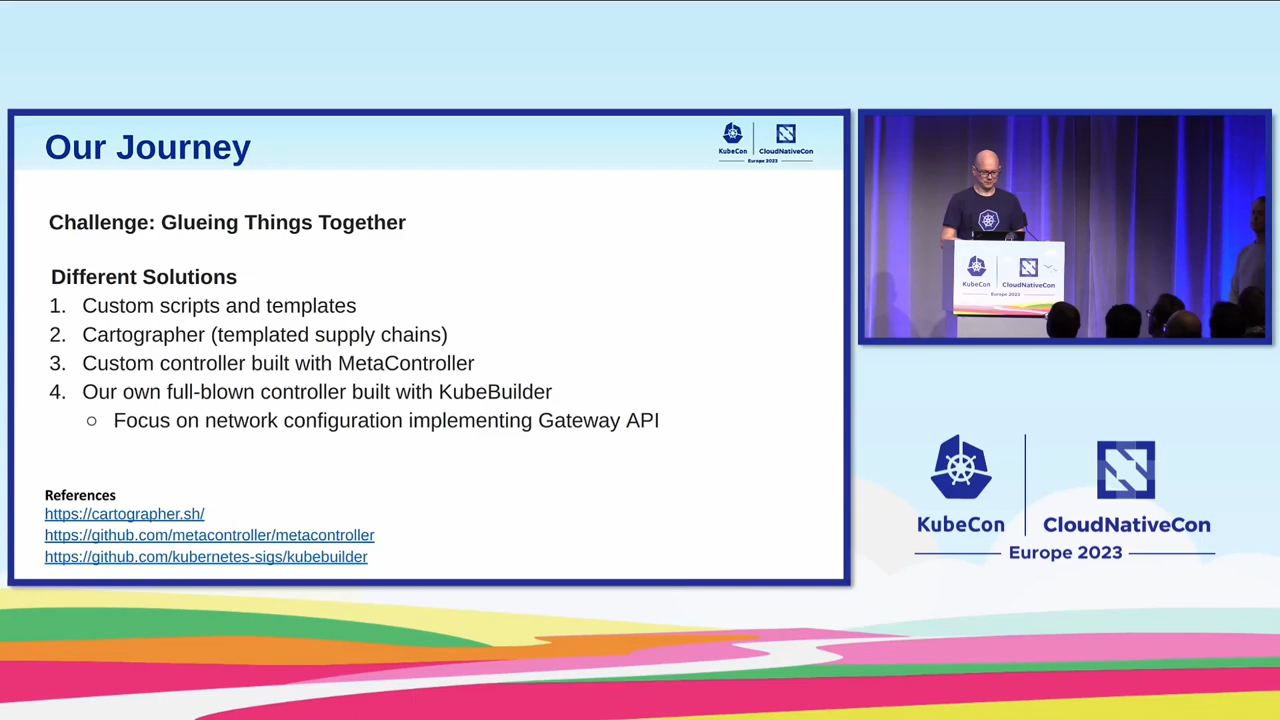 Our Journey
KubeCon
CloudNativeCon
Europe 2023
Challenge: Glueing Things Together
Different Solutions
1. Custom scripts and templates
2. Cartographer (templated supply chains)
3. Custom controller built with MetaController
4. Our own full-blown controller built with KubeBuilder
○ Focus on network configuration implementing Gateway API
References
https://cartographer.sh/
https://github.com/metacontroller/metacontroller
https://github.com/kubernetes-sigs/kubebuilder
KubeCon
CloudNativeCon
Europe 2023
KubeCon
CloudNativeCon
Europe 2023